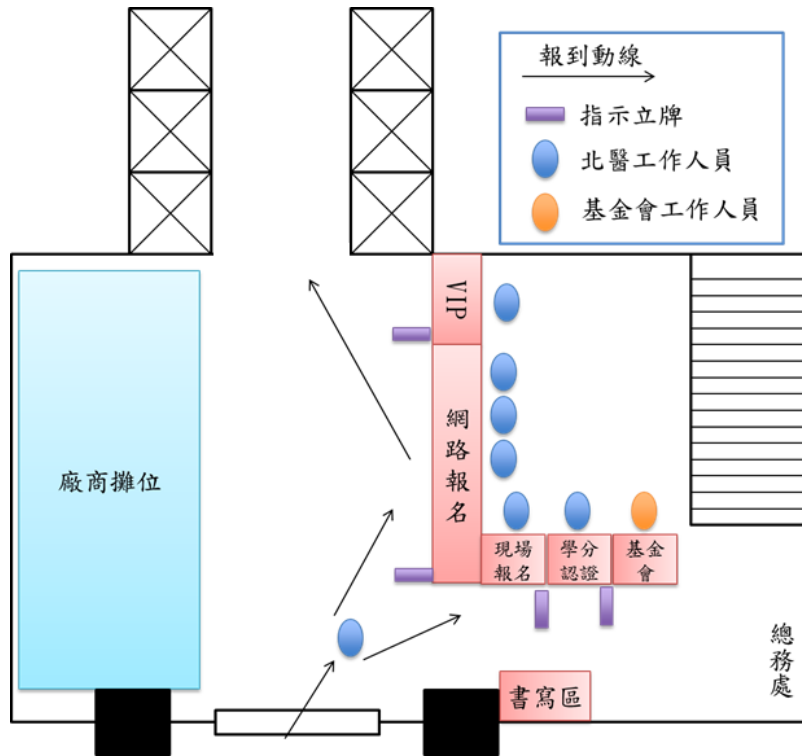 報到動線
指示立牌
北醫工作人員
基金會工作人員
VIP
網路報名
廠商攤位
現場
報名
學分
認證
基金
會
總務處
書寫區